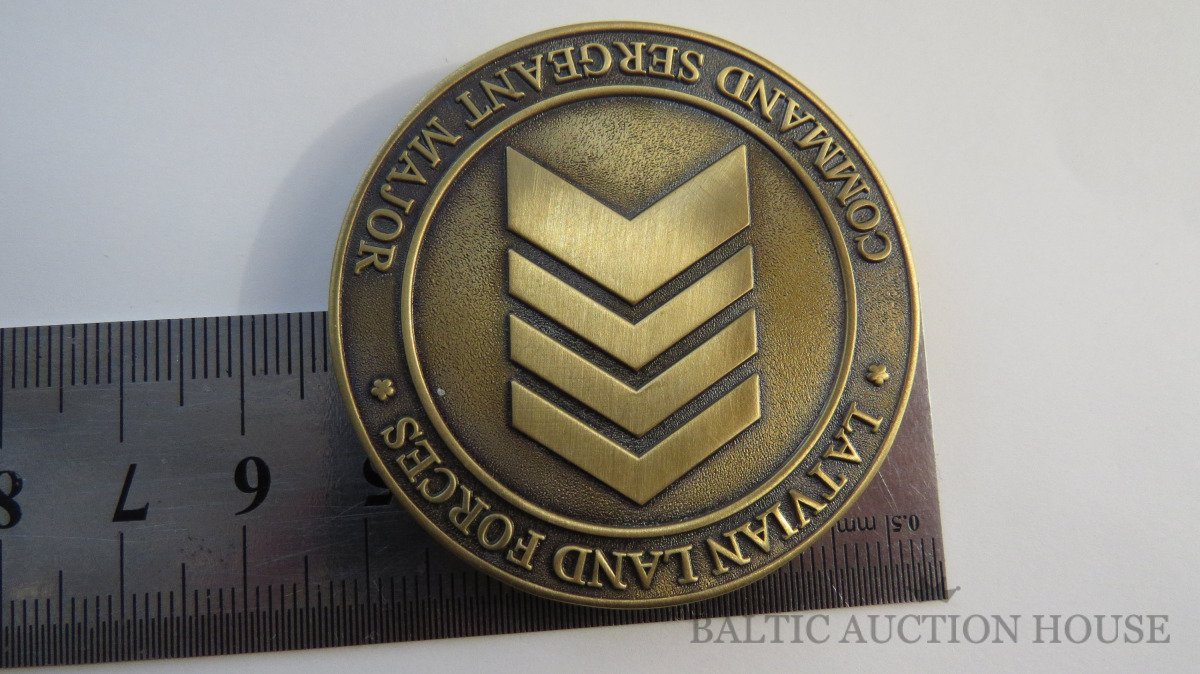 COMMAND SERGEANT MAJOR
LATVIAN LAND FORCES
8 7 6 5
0.5 mm
BALTIC AUCTION HOUSE